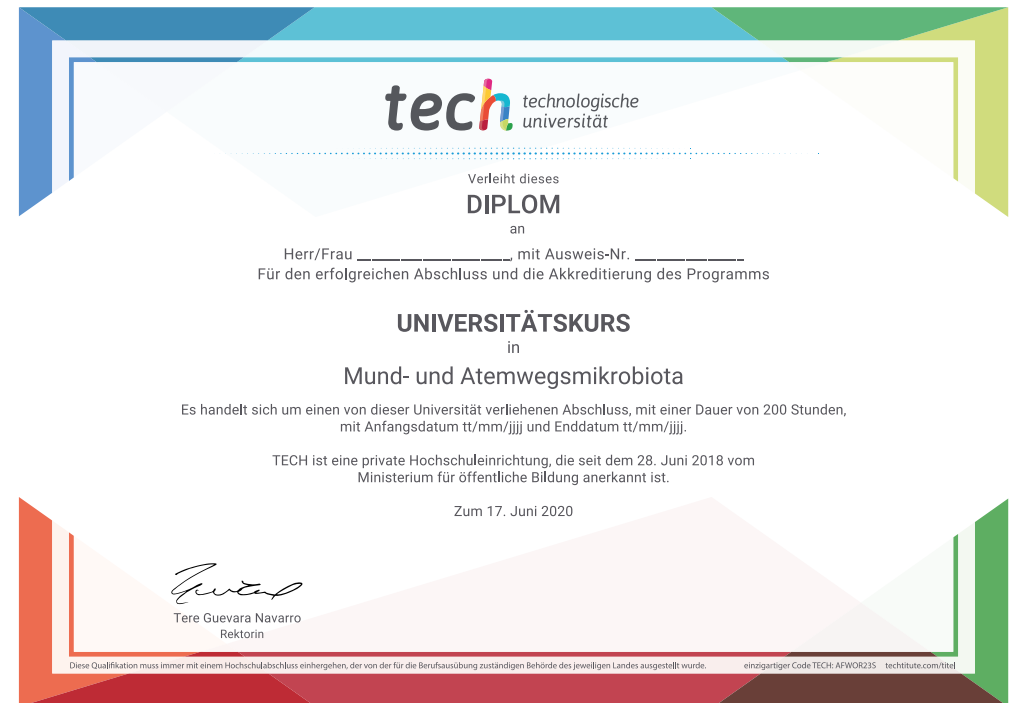 tech technologische
universität
Verleiht dieses
DIPLOM
an
Herr/Frau ____________________, mit Ausweis-Nr. ______________
Für den erfolgreichen Abschluss und die Akkreditierung des Programms
UNIVERSITÄTSKURS
in
Mund- und Atemwegsmikrobiota
Es handelt sich um einen von dieser Universität verliehenen Abschluss, mit einer Dauer von 200 Stunden,
mit Anfangsdatum tt/mm/jjjj und Enddatum tt/mm/jjjj.
TECH ist eine private Hochschuleinrichtung, die seit dem 28. Juni 2018 vom
Ministerium für öffentliche Bildung anerkannt ist.
Zum 17. Juni 2020
Tere Guevara Navarro
Rektorin
Diese Qualifikation muss immer mit einem Hochschulabschluss einhergehen, der von der für die Berufsausübung zuständigen Behörde des jeweiligen Landes ausgestellt wurde. einzigartiger Code TECH: AFWOR23S techtitute.com/titel